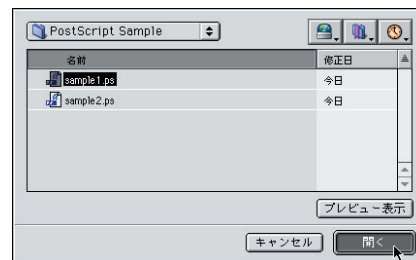 PostScript Sample
名前 修正日
sample1.ps 今日
sample2.ps 今日
プレビュー表示
キャンセル 開く